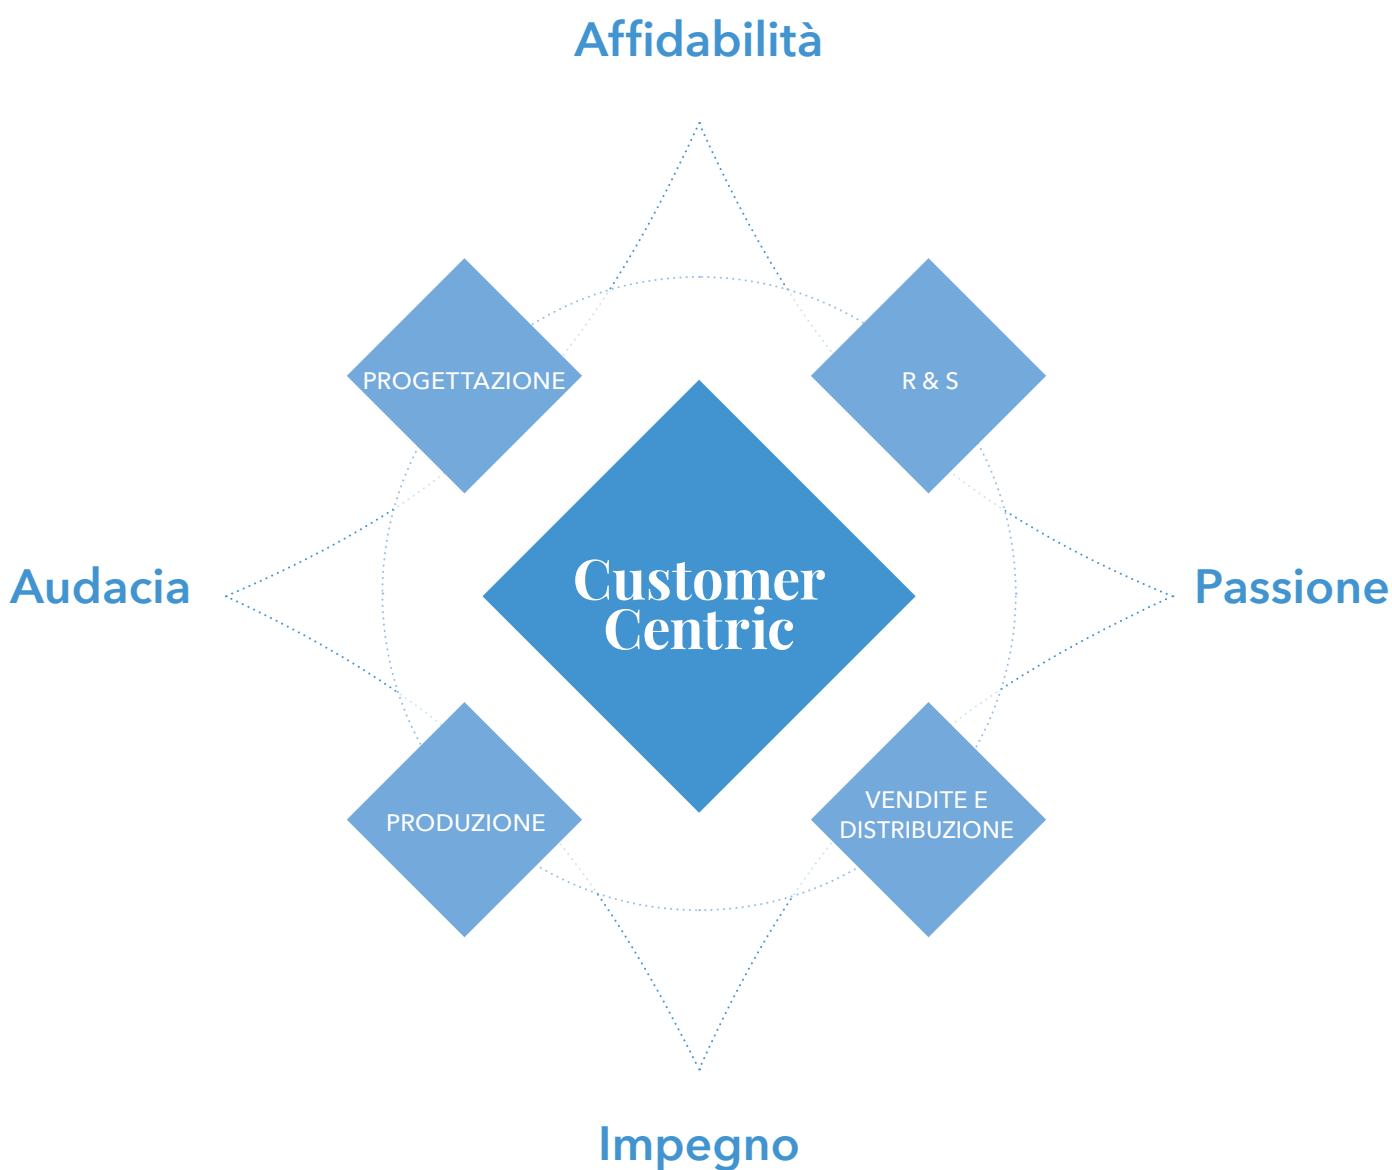 Affidabilità
PROGETTAZIONE
R & S
Customer
Centric
Audacia
Passione
PRODUZIONE
VENDITE E
DISTRIBUZIONE
Impegno